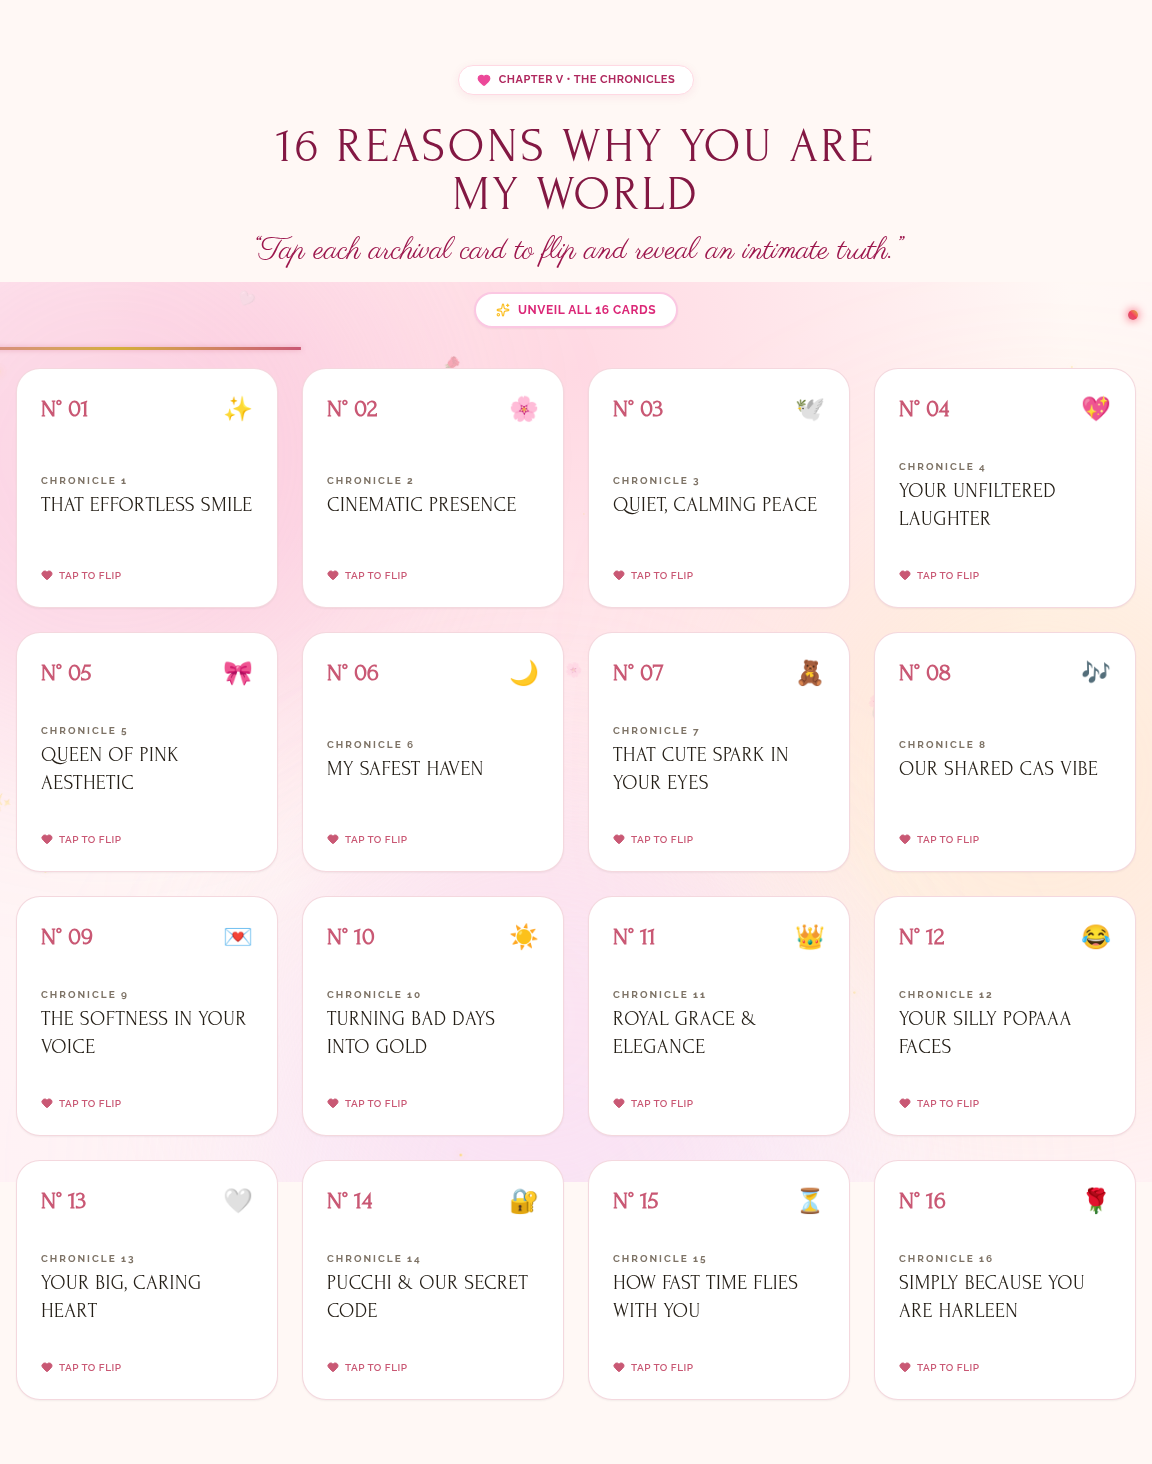 CHAPTER V • THE CHRONICLES
16 REASONS WHY YOU ARE
MY WORLD
“Tap each archival card to flip and reveal an intimate truth.”
UNVEIL ALL 16 CARDS
N° 01
CHRONICLE 1
THAT EFFORTLESS SMILE
TAP TO FLIP
N° 02
CHRONICLE 2
CINEMATIC PRESENCE
TAP TO FLIP
N° 03
CHRONICLE 3
QUIET, CALMING PEACE
TAP TO FLIP
N° 04
CHRONICLE 4
YOUR UNFILTERED
LAUGHTER
TAP TO FLIP
N° 05
CHRONICLE 5
QUEEN OF PINK
AESTHETIC
TAP TO FLIP
N° 06
CHRONICLE 6
MY SAFEST HAVEN
TAP TO FLIP
N° 07
CHRONICLE 7
THAT CUTE SPARK IN
YOUR EYES
TAP TO FLIP
N° 08
CHRONICLE 8
OUR SHARED CAS VIBE
TAP TO FLIP
N° 09
CHRONICLE 9
THE SOFTNESS IN YOUR
VOICE
TAP TO FLIP
N° 10
CHRONICLE 10
TURNING BAD DAYS
INTO GOLD
TAP TO FLIP
N° 11
CHRONICLE 11
ROYAL GRACE &
ELEGANCE
TAP TO FLIP
N° 12
CHRONICLE 12
YOUR SILLY POPAAA
FACES
TAP TO FLIP
N° 13
CHRONICLE 13
YOUR BIG, CARING
HEART
TAP TO FLIP
N° 14
CHRONICLE 14
PUCCHI & OUR SECRET
CODE
TAP TO FLIP
N° 15
CHRONICLE 15
HOW FAST TIME FLIES
WITH YOU
TAP TO FLIP
N° 16
CHRONICLE 16
SIMPLY BECAUSE YOU
ARE HARLEEN
TAP TO FLIP